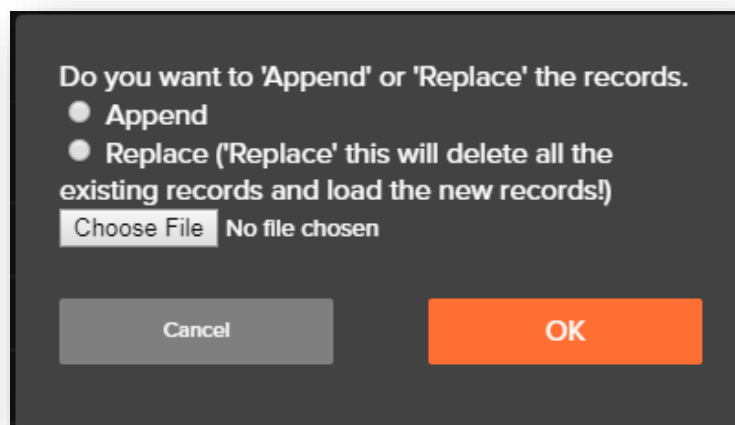 Do you want to 'Append' or 'Replace' the records.
Append
Replace ('Replace' this will delete all the
existing records and load the new records!)
Choose File No file chosen
Cancel OK